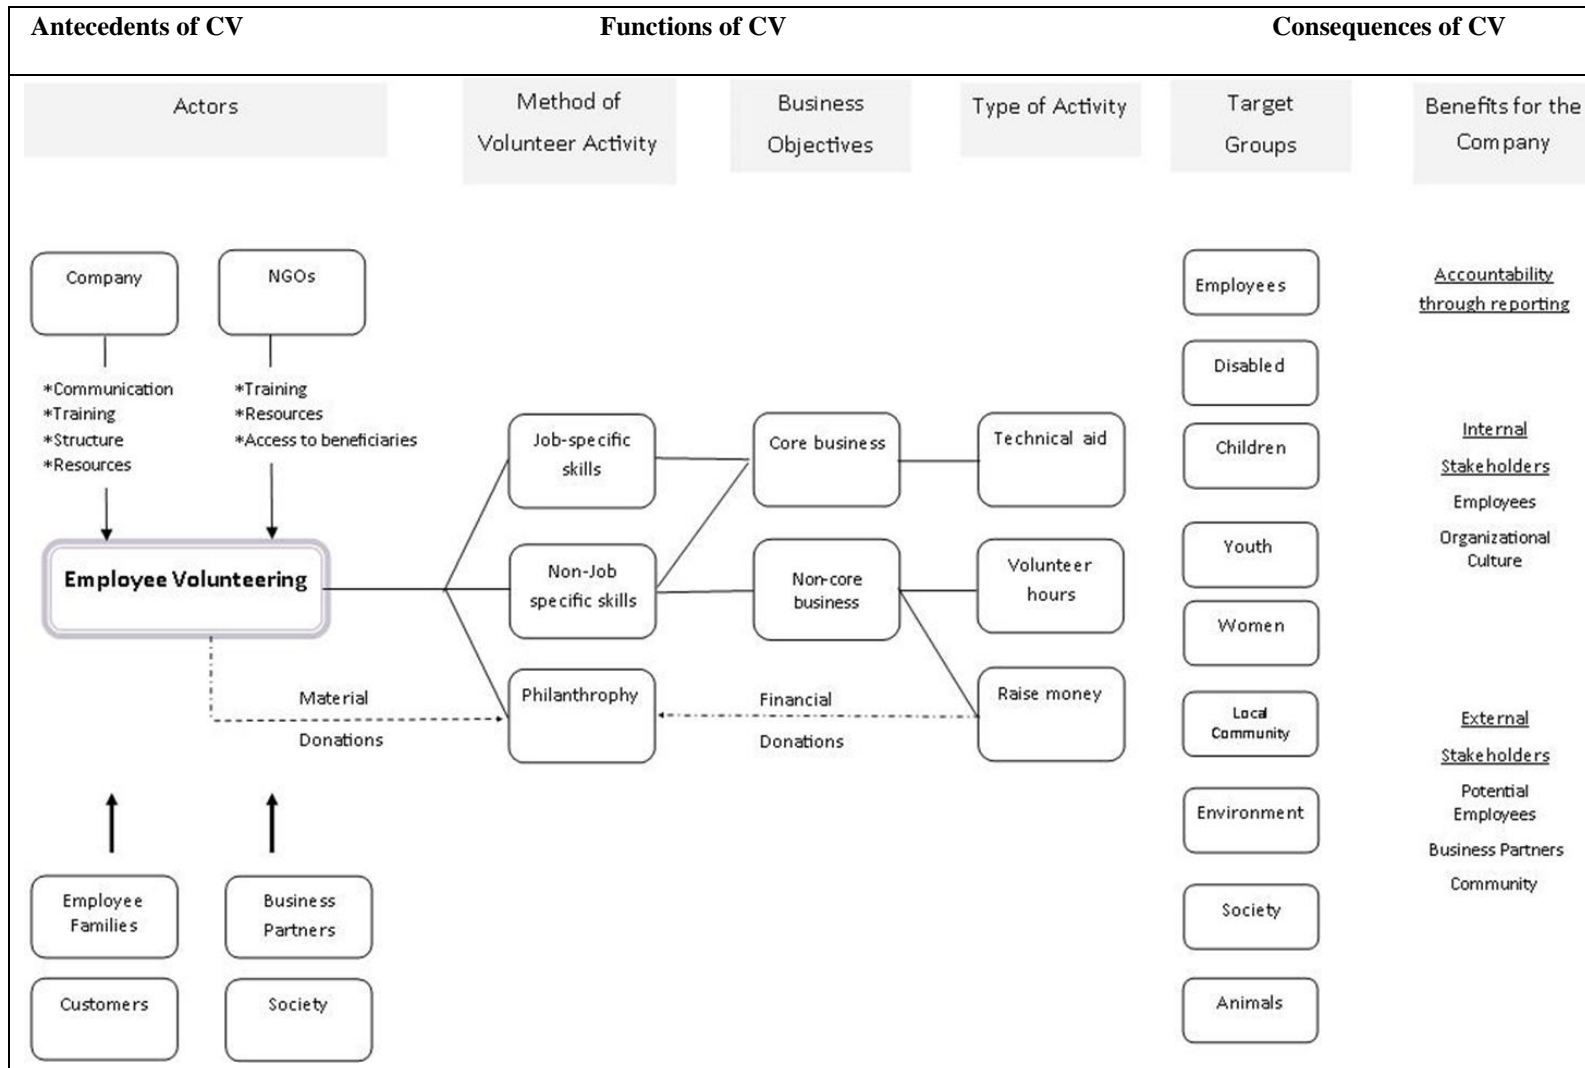 Antecedents of CV
Functions of CV
Consequences of CV
Actors
Method of
Volunteer Activity
Business
Objectives
Type of Activity
Target
Groups
Benefits for the
Company
Company
NGOs
*Communication
*Training
*Structure
*Resources
*Training
*Resources
*Access to beneficiaries
Employee Volunteering
Material
Donations
Employee
Families
Business
Partners
Customers
Society
Job-specific
skills
Non-Job
specific skills
Philanthrophy
Core business
Non-core
business
Financial
Donations
Technical aid
Volunteer
hours
Raise money
Employees
Disabled
Children
Youth
Women
Local
Community
Environment
Society
Animals
Accountability
through reporting
Internal
Stakeholders
Employees
Organizational
Culture
External
Stakeholders
Potential
Employees
Business Partners
Community